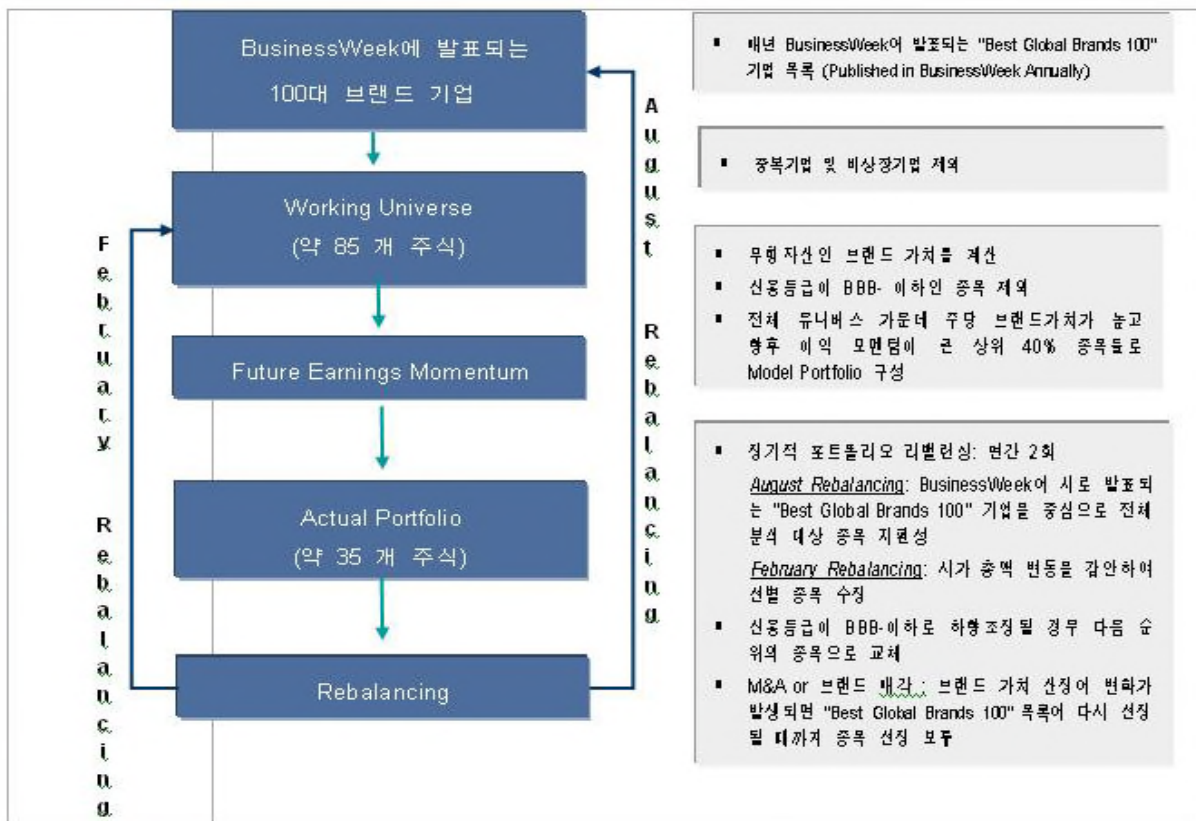 BusinessWeek에 발표되는
100대 브랜드 기업
Working Universe
(약 85 개 주식)
Future Earnings Momentum
Actual Portfolio
(약 35 개 주식)
Rebalancing
February Rebalancing
August Rebalancing
▪ 매년 BusinessWeek에 발표되는 "Best Global Brands 100"
기업 목록 (Published in BusinessWeek Annually)
▪ 중복기업 및 비상장기업 제외
▪ 무형자산인 브랜드 가치를 계산
▪ 신용등급이 BBB- 이하인 종목 제외
▪ 전체 유니버스 가운데 주당 브랜드가치가 높고
향후 이익 모멘텀이 큰 상위 40% 종목들로
Model Portfolio 구성
▪ 정기적 포트폴리오 리밸런싱: 연간 2회
August Rebalancing: BusinessWeek에 새로 발표되
는 "Best Global Brands 100" 기업을 중심으로 전체
분석 대상 종목 재편성
February Rebalancing: 시가 총액 변동을 감안하여
선별 종목 수정
▪ 신용등급이 BBB-이하로 하향조정될 경우 다음 순
위의 종목으로 교체
▪ M&A or 브랜드 매각 : 브랜드 가치 산정에 변화가
발생되면 "Best Global Brands 100" 목록에 다시 선정
될 때까지 종목 선정 보류